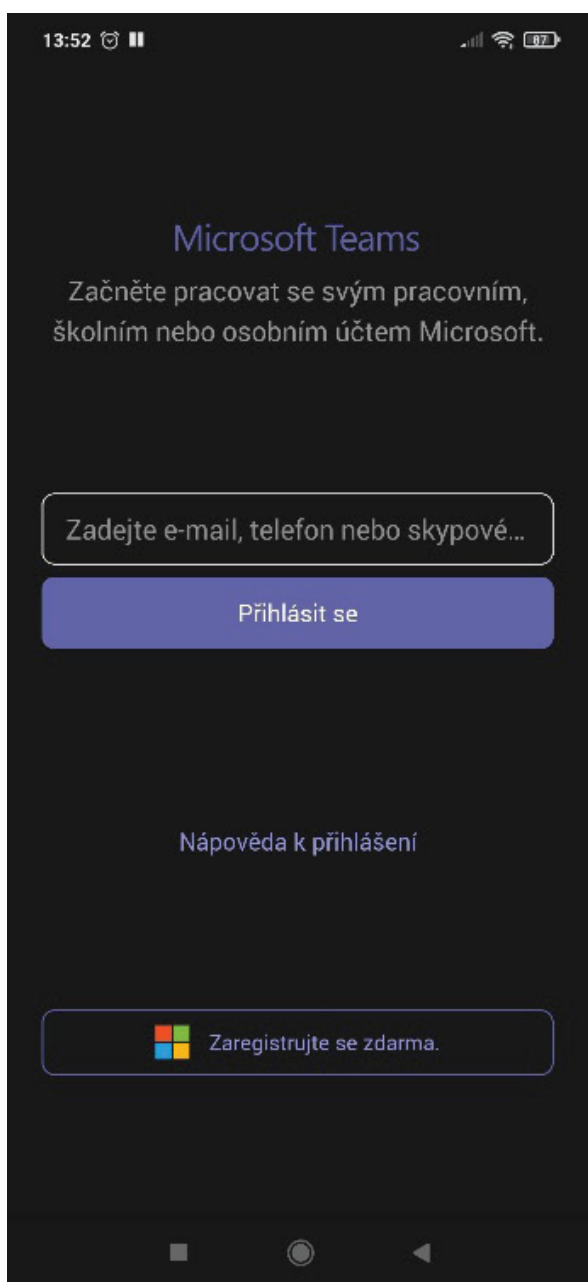 13:52
87
Microsoft Teams
Začněte pracovat se svým pracovním,
školním nebo osobním účtem Microsoft.
Zadejte e-mail, telefon nebo skypové...
Přihlásit se
Nápověda k přihlášení
Zaregistrujte se zdarma.